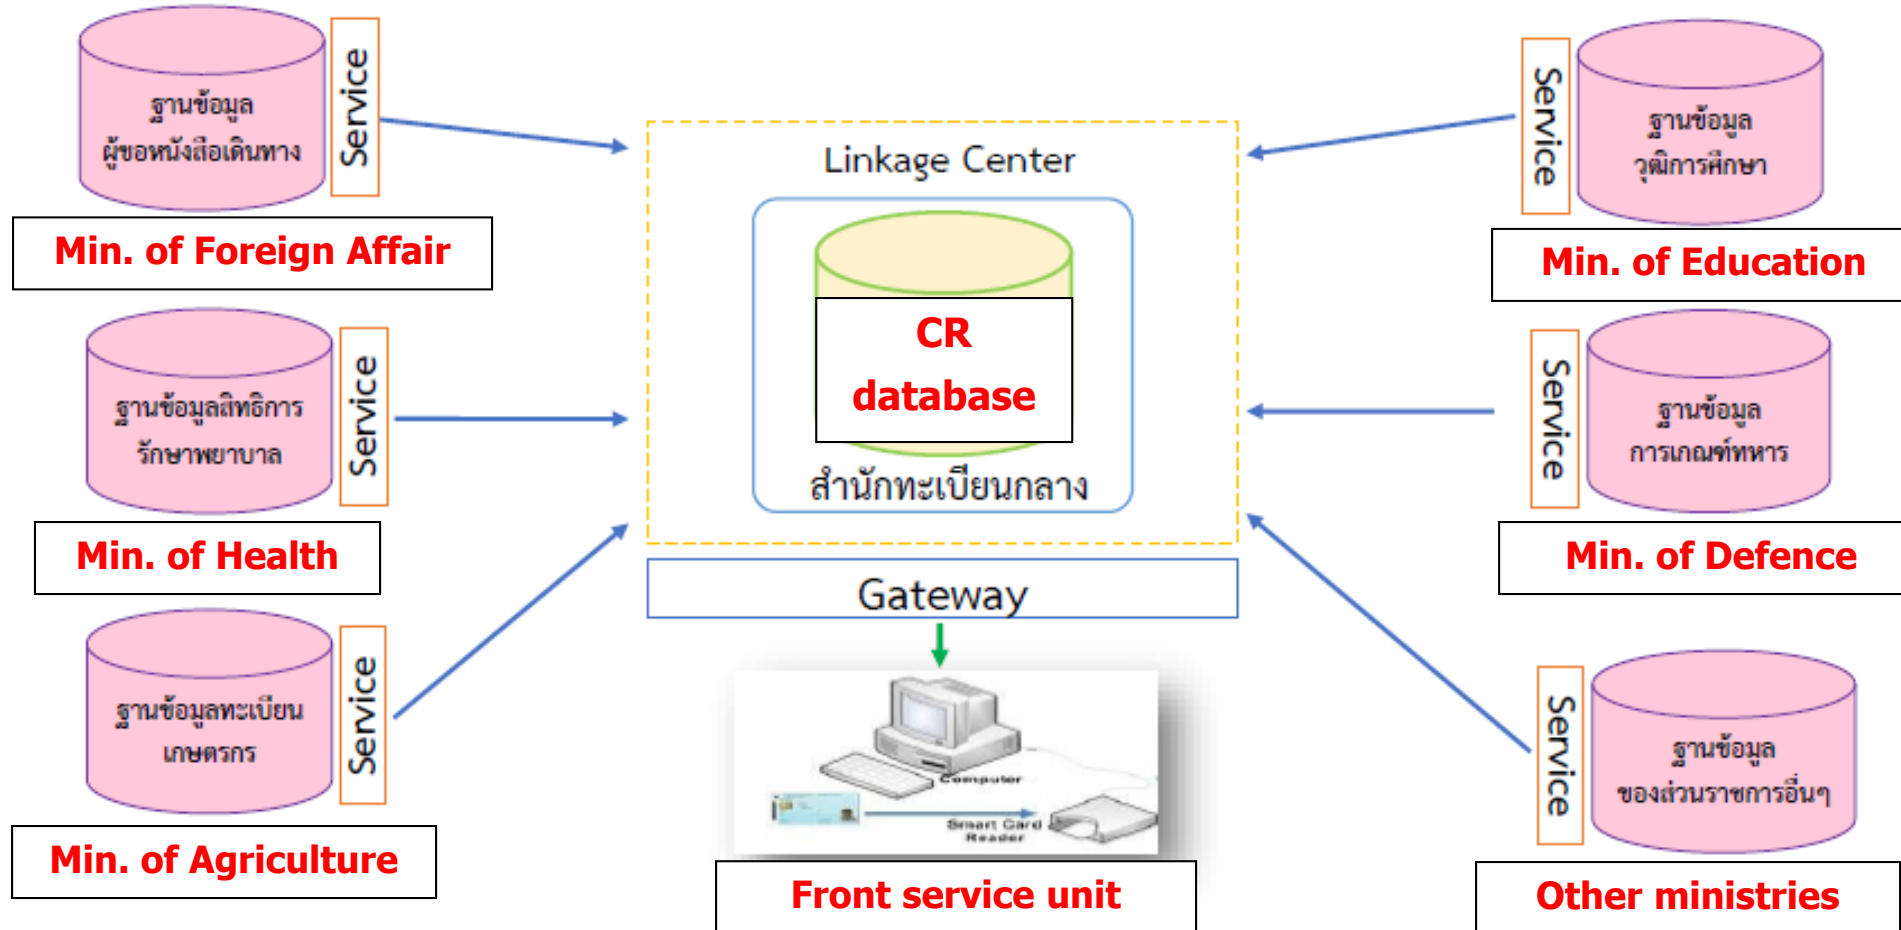 ฐานข้อมูล
ผู้ขอหนังสือเดินทาง
Service
Min. of Foreign Affair
ฐานข้อมูลสิทธิการ
รักษาพยาบาล
Service
Min. of Health
ฐานข้อมูลทะเบียน
เกษตรกร
Service
Min. of Agriculture
Linkage Center
CR
database
สำนักทะเบียนกลาง
Gateway
Computer
Smart Card
Reader
Front service unit
Service
ฐานข้อมูล
วุฒิการศึกษา
Min. of Education
Service
ฐานข้อมูล
การเกณฑ์ทหาร
Min. of Defence
Service
ฐานข้อมูล
ของส่วนราชการอื่นๆ
Other ministries